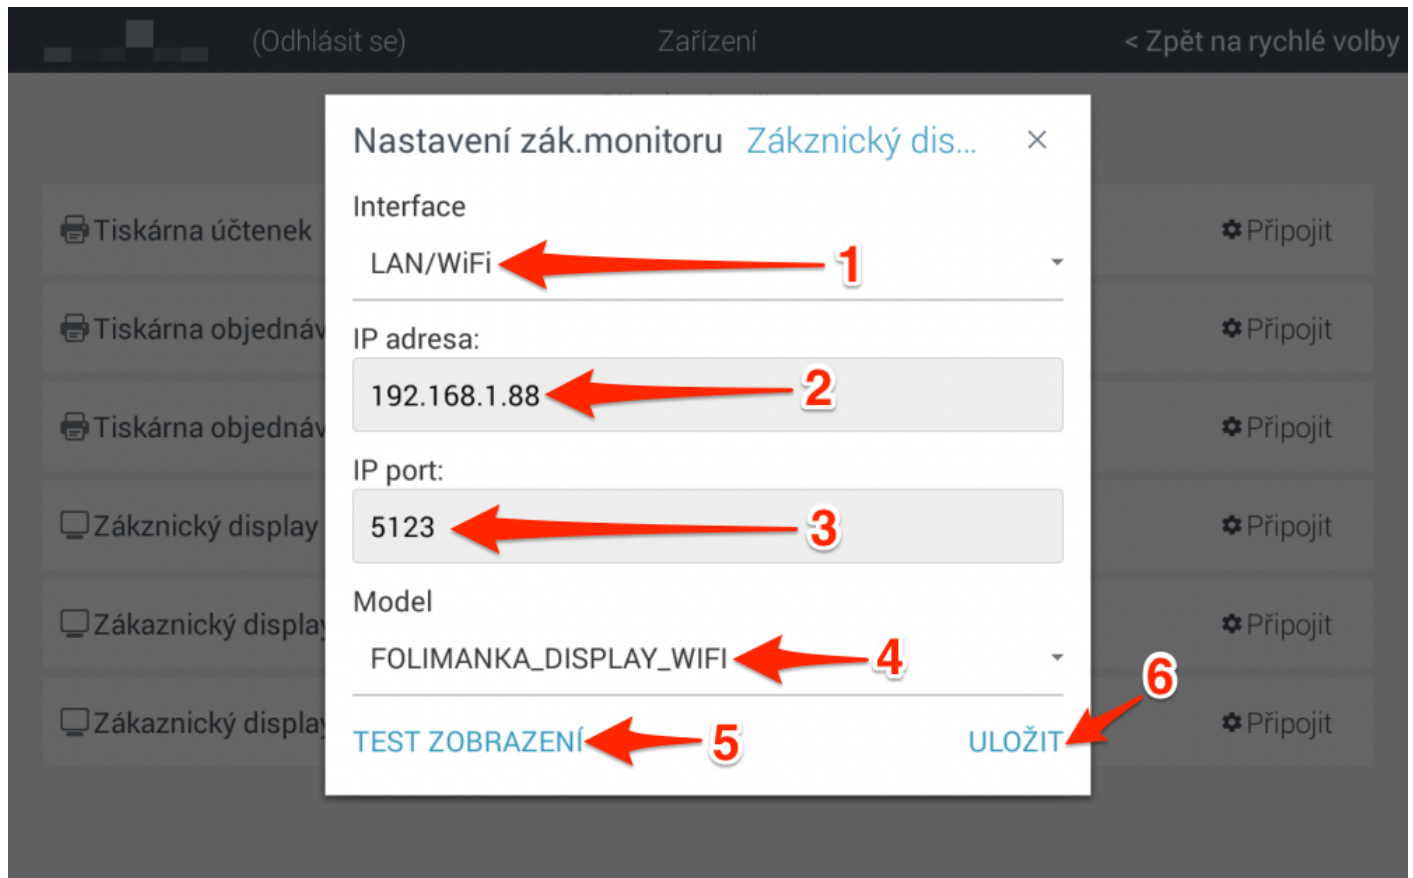 (Odhlásit se) Zařízení < Zpět na rychlé volby
Nastavení zák.monitoru Zákznický dis... ×
Interface
LAN/WiFi 1
IP adresa:
192.168.1.88 2
IP port:
5123 3
Model
FOLIMANKA_DISPLAY_WIFI 4
TEST ZOBRAZENÍ 5 ULOŽIT 6
Tiskárna účtenek Připojit
Tiskárna objednáv Připojit
Tiskárna objednáv Připojit
Zákznický display Připojit
Zákaznický display Připojit
Zákaznický display Připojit